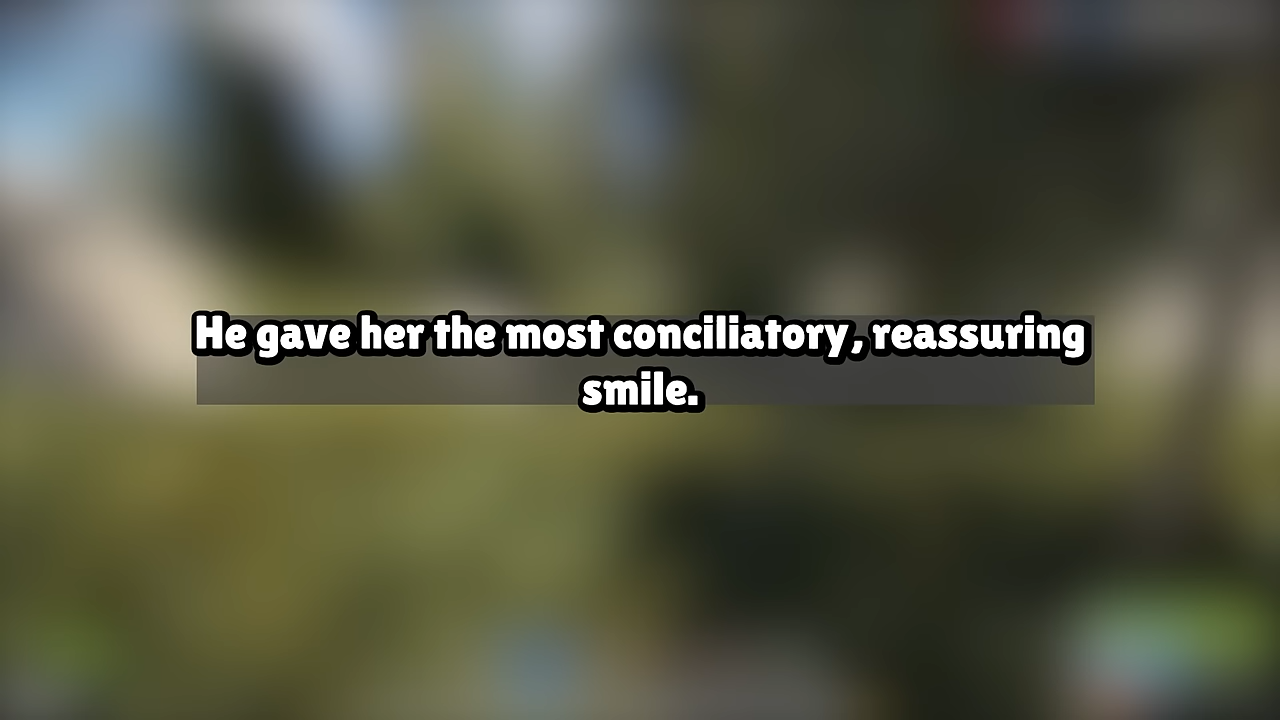 He gave her the most conciliatory, reassuring
smile.